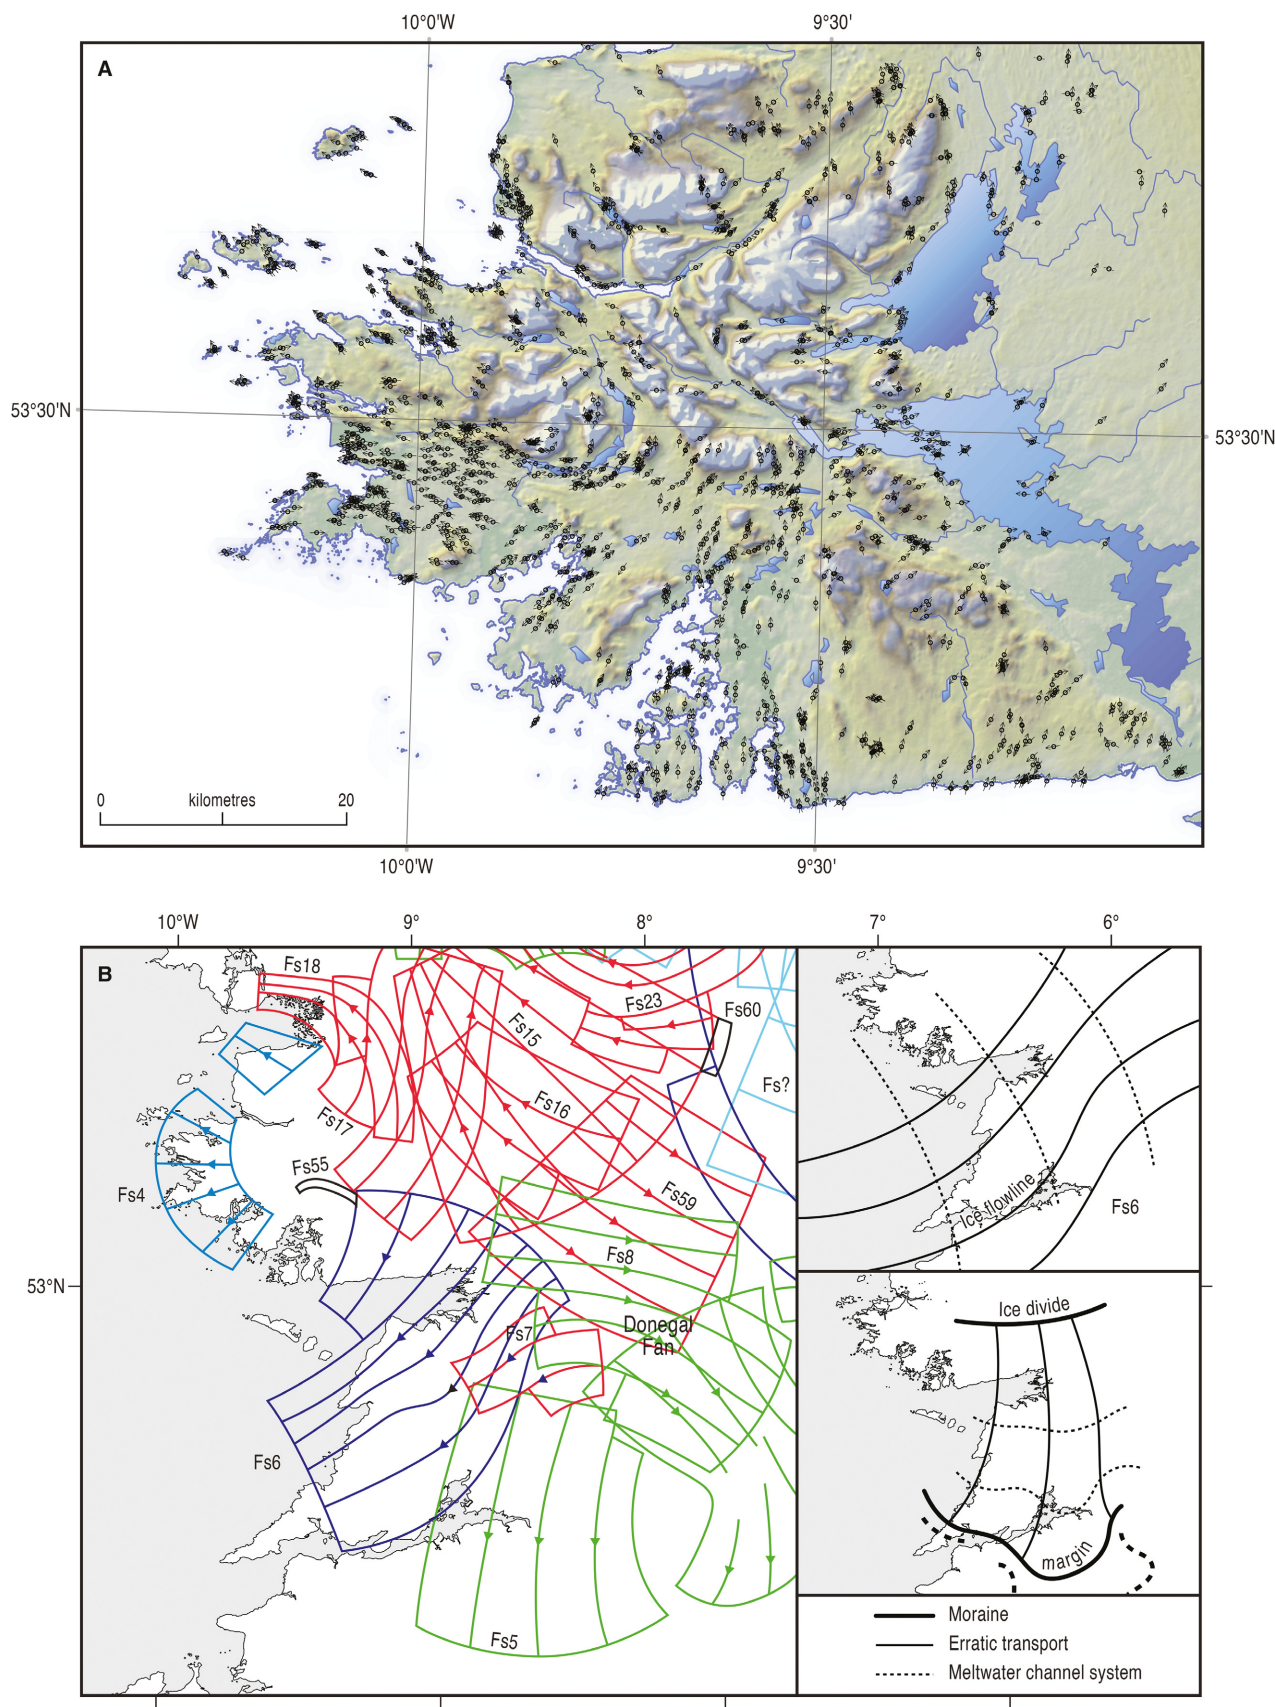 10°0'W 9°30'
A
53°30'N
53°30'N
0 kilometres 20
10°0'W 9°30'
10°W 9° 8° 7° 6°
B
Fs18
Fs23
Fs60
Fs15
Fs?
Fs16
Fs17
Fs55
Fs4
Fs59
Fs8
53°N
Donegal
Fan
Fs7
Fs6
Fs5
Ice flowline
Fs6
Ice divide
margin
Moraine
Erratic transport
Meltwater channel system